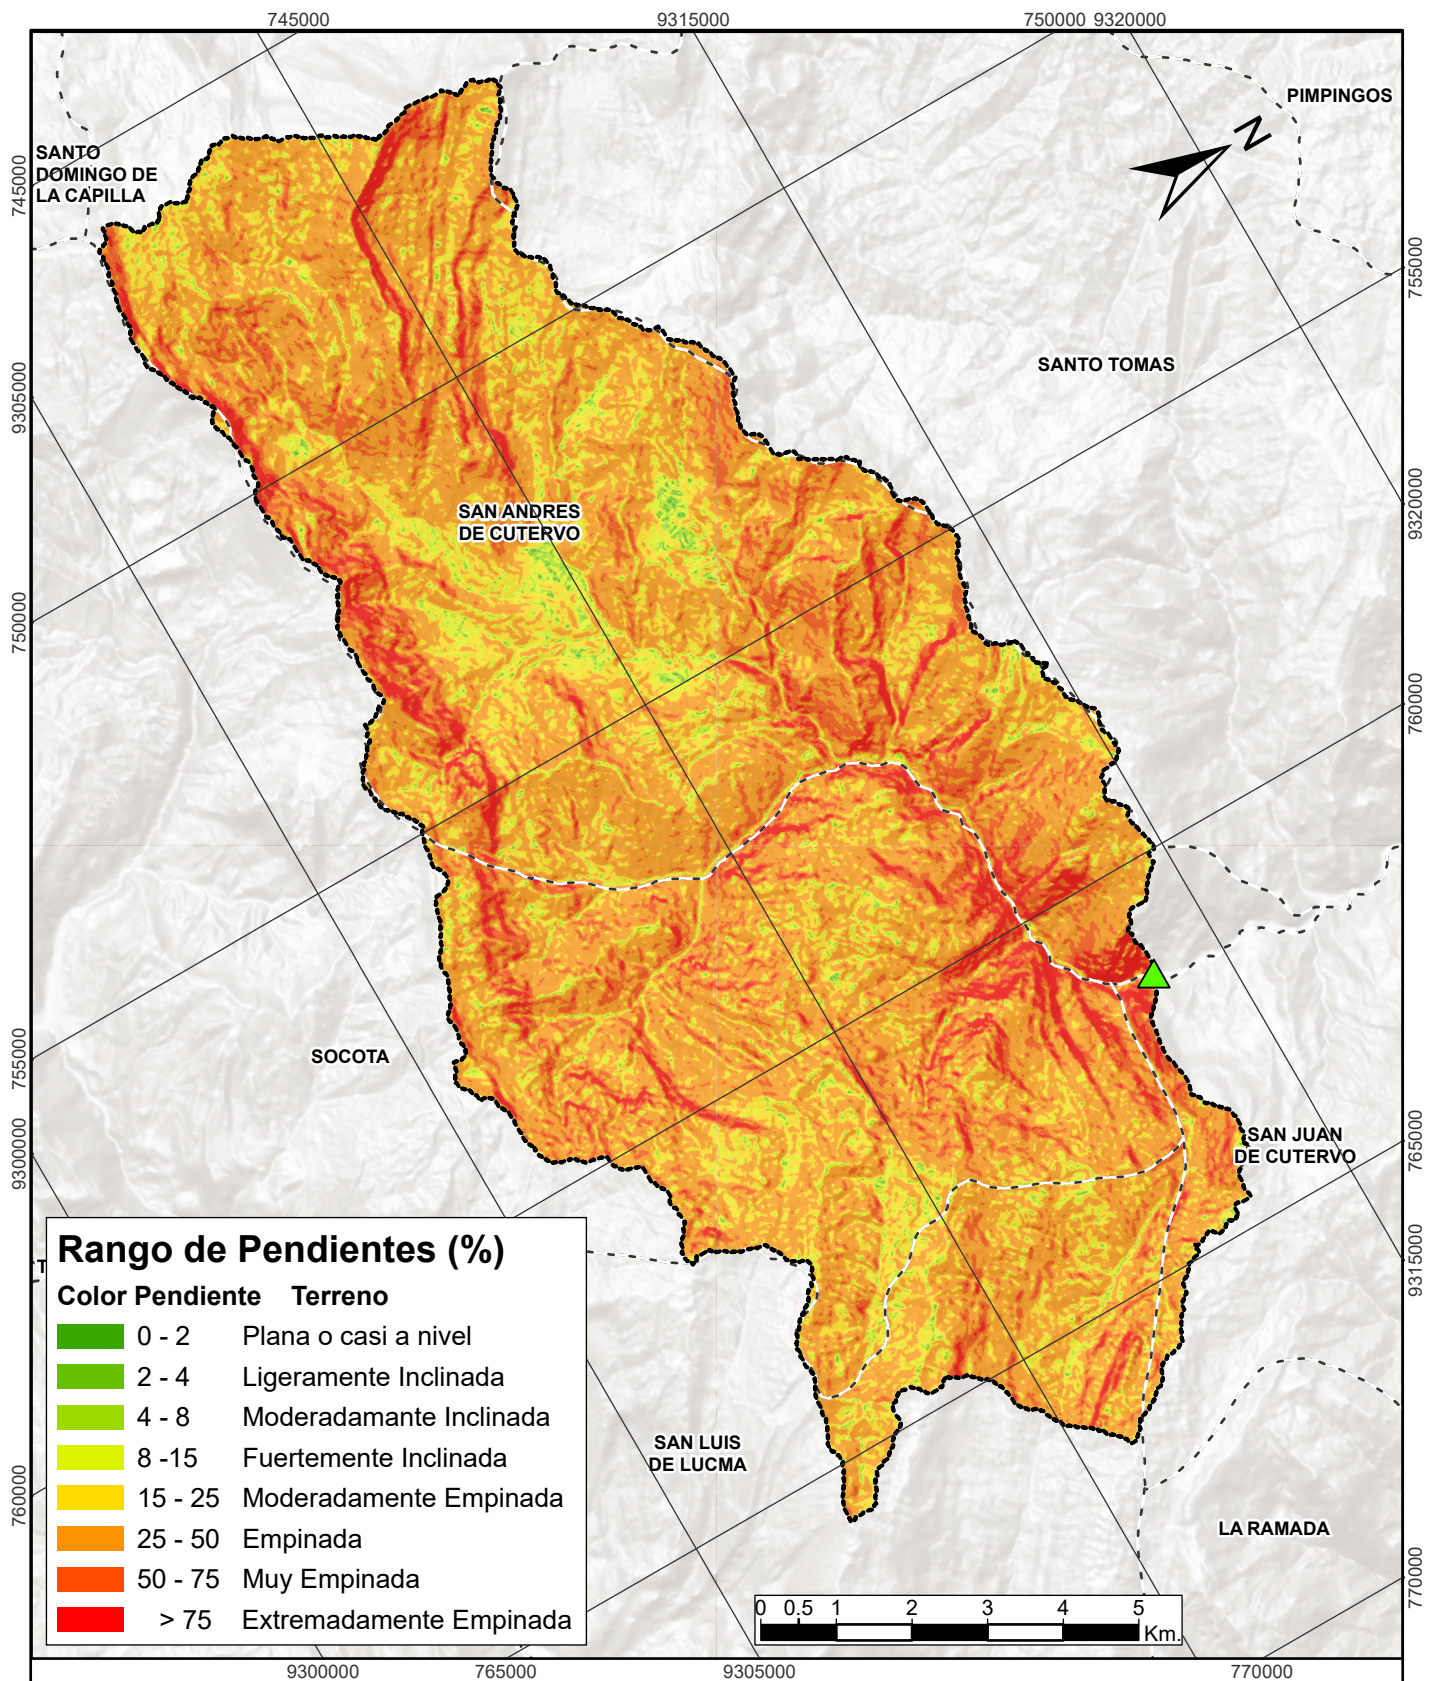 745000
9315000
750000
9320000
PIMPINGOS
N
SANTO
DOMINGO DE
LA CAPILLA
745000
755000
SANTO TOMAS
9305000
9320000
SAN ANDRES
DE CUTERVO
750000
760000
SOCOTA
755000
9300000
SAN JUAN
DE CUTERVO
765000
T
9315000
Rango de Pendientes (%)
Color Pendiente Terreno
0 - 2 Plana o casi a nivel
2 - 4 Ligeramente Inclinada
4 - 8 Moderadamante Inclinada
8 -15 Fuertemente Inclinada
15 - 25 Moderadamente Empinada
25 - 50 Empinada
50 - 75 Muy Empinada
> 75 Extremadamente Empinada
760000
SAN LUIS
DE LUCMA
LA RAMADA
770000
0 0.5 1 2 3 4 5
Km.
9300000
765000
9305000
770000